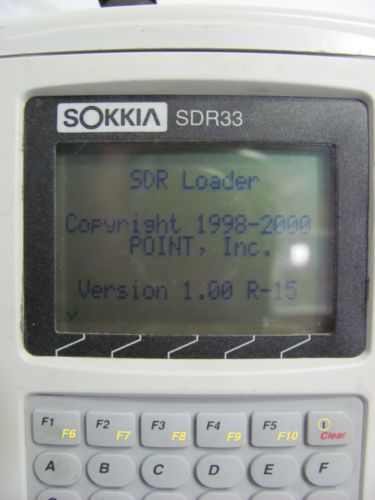 SOKKIA SDR33
SDR Loader
Copyright 1998-2000
POINT, Inc.
Version 1.00 R-15
F1 F6 F2 F7 F3 F8 F4 F9 F5 F10 Clear
A B C D E F